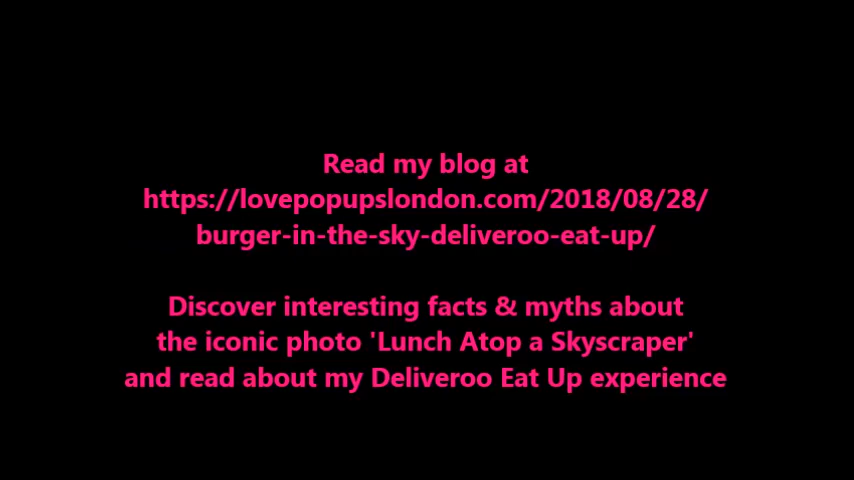 Read my blog at
https://lovepopupslondon.com/2018/08/28/
burger-in-the-sky-deliveroo-eat-up/
Discover interesting facts & myths about
the iconic photo 'Lunch Atop a Skyscraper'
and read about my Deliveroo Eat Up experience